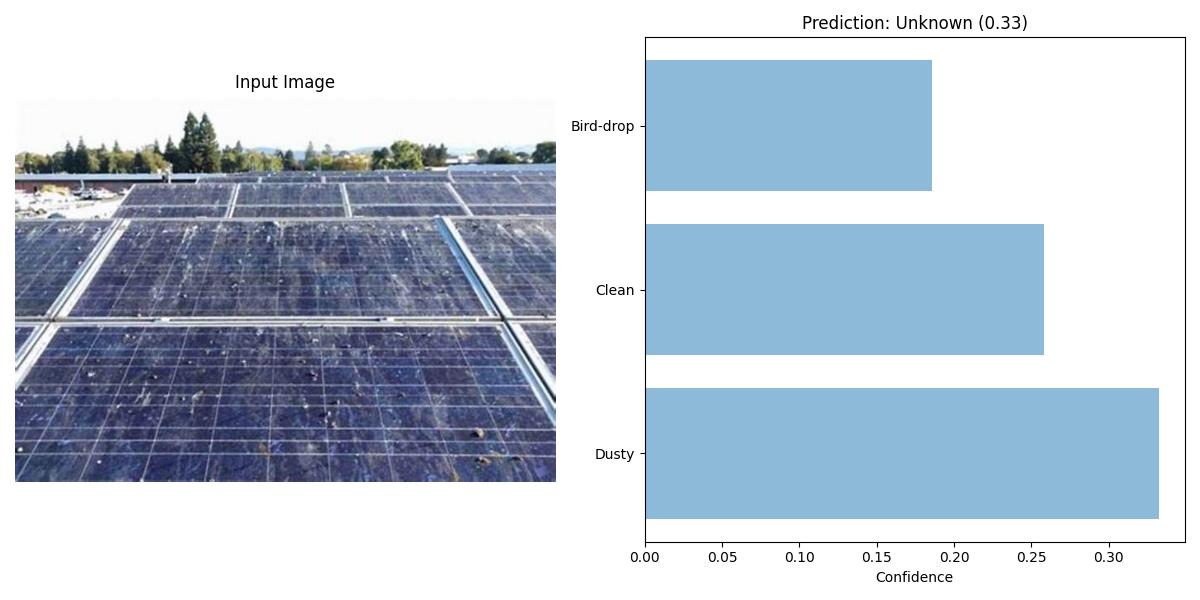 Input Image
Prediction: Unknown (0.33)
Bird-drop
Clean
Dusty
0.00 0.05 0.10 0.15 0.20 0.25 0.30
Confidence